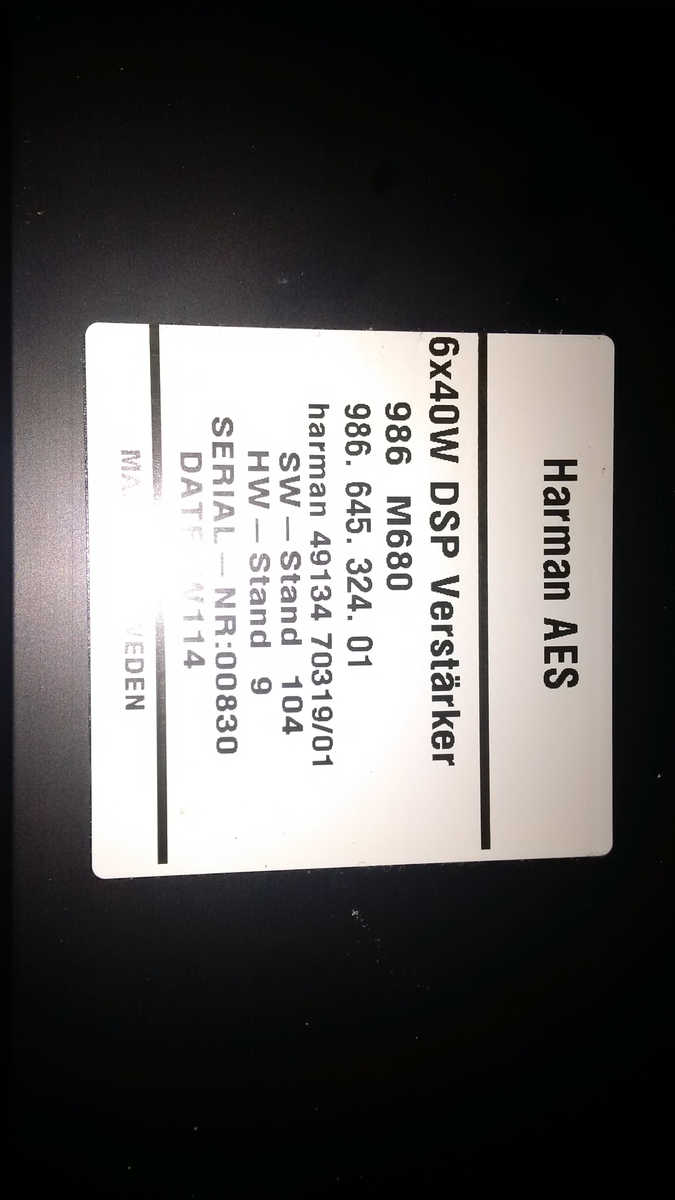 Harman AES
6x40W DSP Verstärker
986 M680
986. 645. 324. 01
harman 49134 70319/01
SW — Stand 104
HW — Stand 9
SERIAL — NR:00830
W114